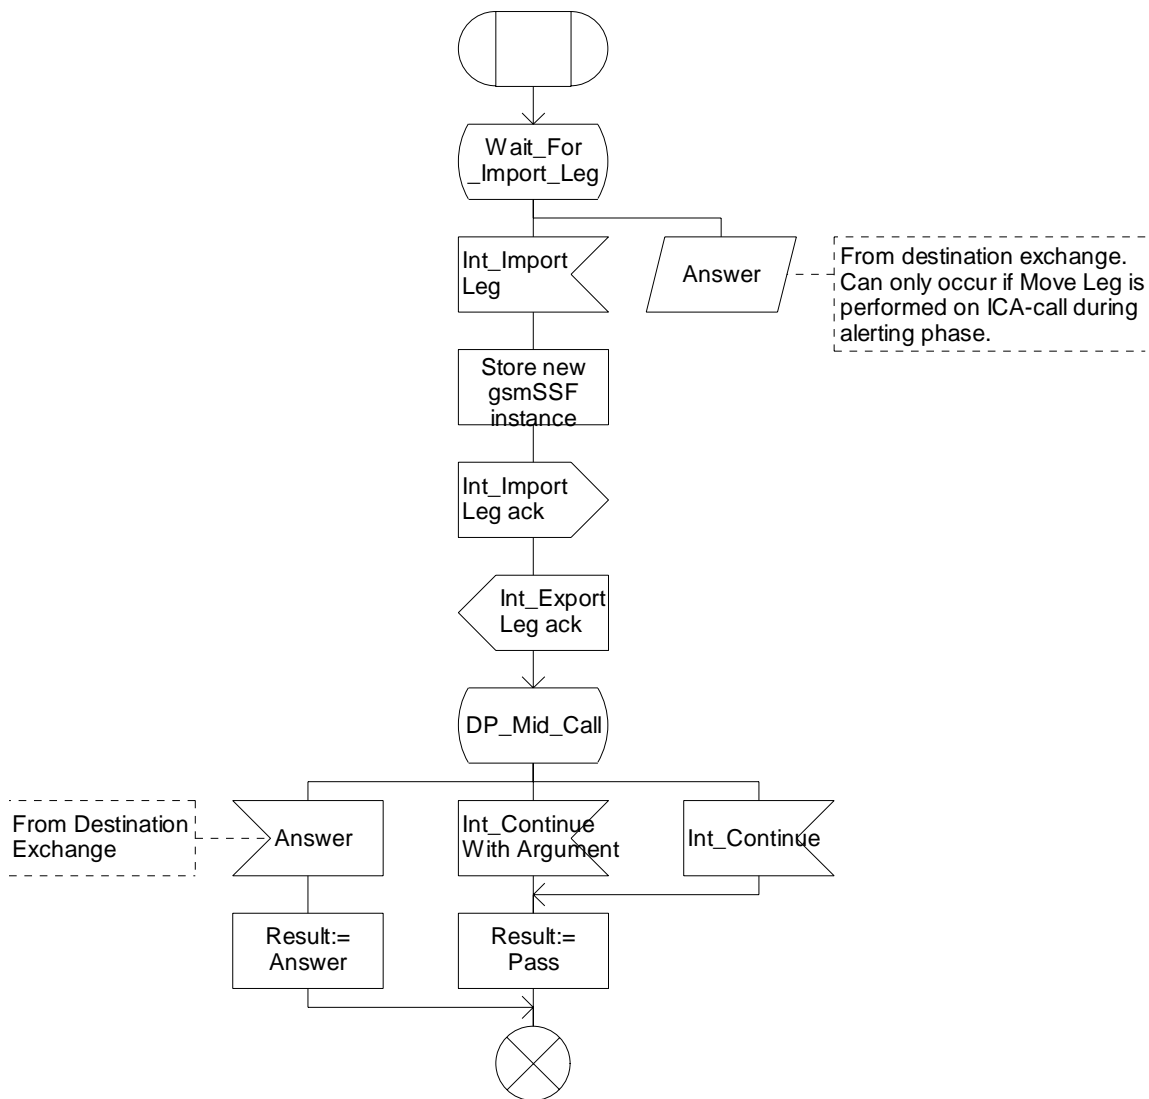 Wait_For
_Import_Leg
Int_Import
Leg
Answer
From destination exchange.
Can only occur if Move Leg is
performed on ICA-call during
alerting phase.
Store new
gsmSSF
instance
Int_Import
Leg ack
Int_Export
Leg ack
DP_Mid_Call
From Destination
Exchange
Answer
Int_Continue
With Argument
Int_Continue
Result:=
Answer
Result:=
Pass